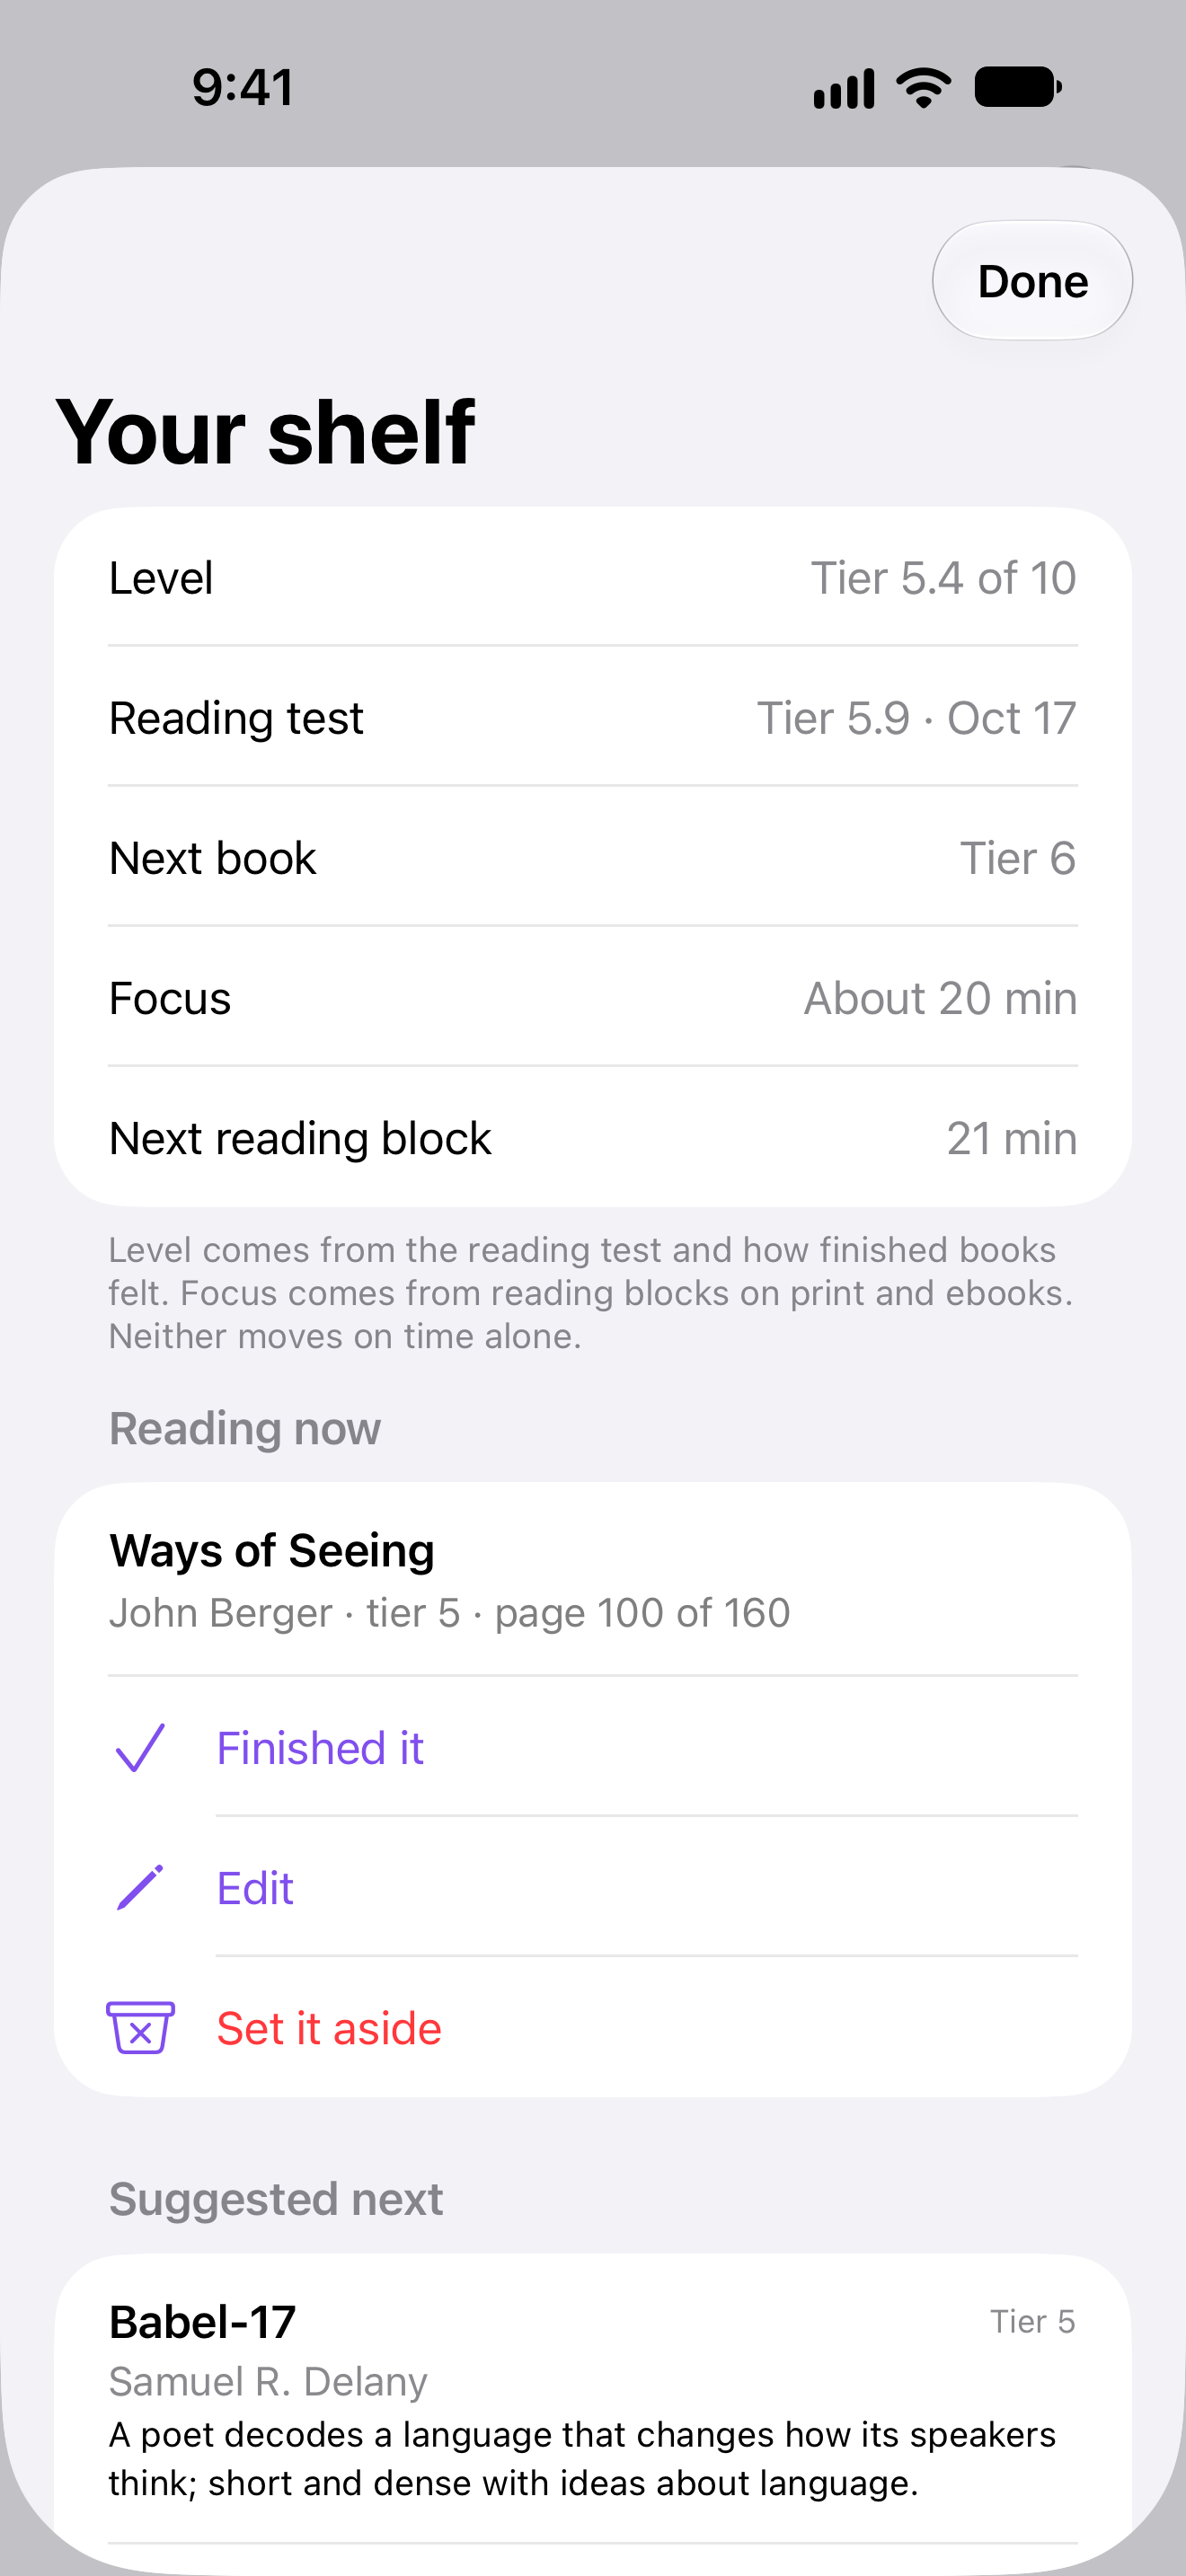 9:41
Done
Your shelf
Level Tier 5.4 of 10
Reading test Tier 5.9 · Oct 17
Next book Tier 6
Focus About 20 min
Next reading block 21 min
Level comes from the reading test and how finished books
felt. Focus comes from reading blocks on print and ebooks.
Neither moves on time alone.
Reading now
Ways of Seeing
John Berger · tier 5 · page 100 of 160
Finished it
Edit
Set it aside
Suggested next
Babel-17 Tier 5
Samuel R. Delany
A poet decodes a language that changes how its speakers
think; short and dense with ideas about language.